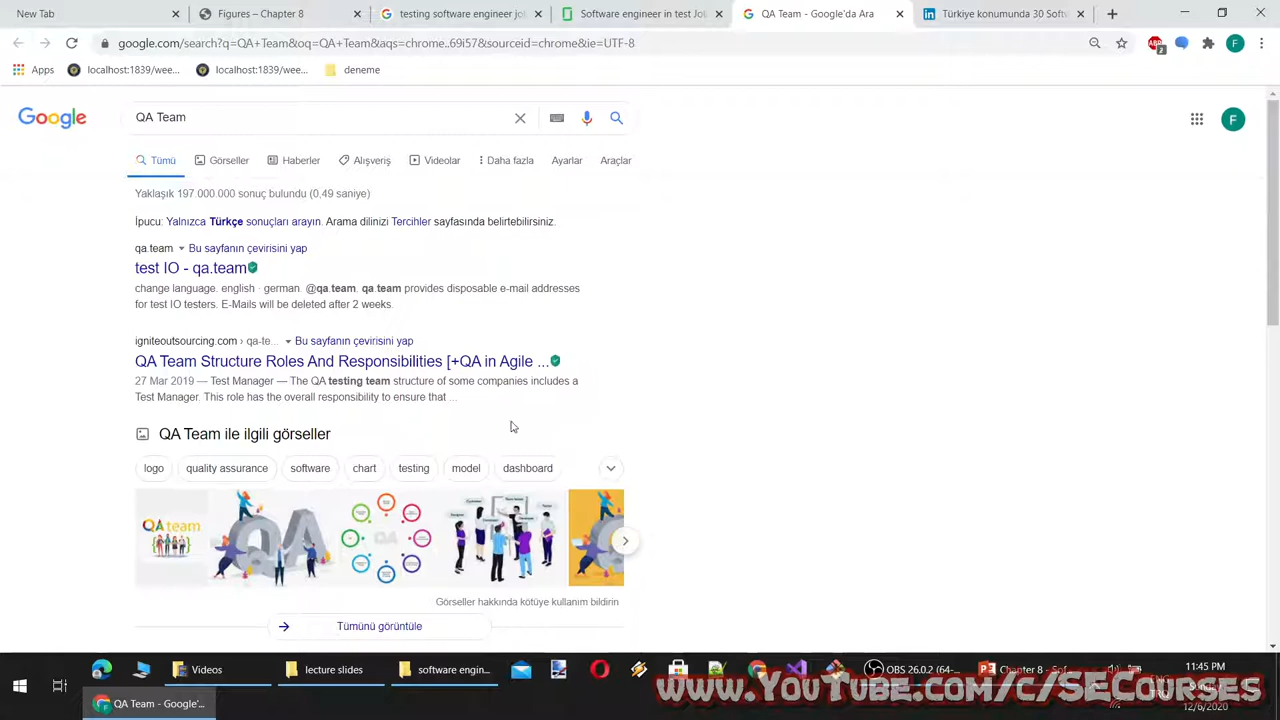 New Tab
Figures – Chapter 8
testing software engineer jo
Software engineer in test Jo
QA Team - Google'da Ara
Türkiye konumunda 30 Soft
google.com/search?q=QA+Team&oq=QA+Team&aqs=chrome..69i57&sourceid=chrome&ie=UTF-8
Apps
localhost:1839/wee...
localhost:1839/wee...
deneme
Google
QA Team
F
Tümü
Görseller
Haberler
Alışveriş
Videolar
Daha fazla
Ayarlar
Araçlar
Yaklaşık 197.000.000 sonuç bulundu (0,49 saniye)
İpucu: Yalnızca Türkçe sonuçları arayın. Arama dilinizi Tercihler sayfasında belirtebilirsiniz.
qa.team Bu sayfanın çevirisini yap
test IO - qa.team
change language. english · german. @qa.team. qa.team provides disposable e-mail addresses
for test IO testers. E-Mails will be deleted after 2 weeks.
igniteoutsourcing.com › qa-te... Bu sayfanın çevirisini yap
QA Team Structure Roles And Responsibilities [+QA in Agile ...
27 Mar 2019 — Test Manager — The QA testing team structure of some companies includes a
Test Manager. This role has the overall responsibility to ensure that ...
QA Team ile ilgili görseller
logo
quality assurance
software
chart
testing
model
dashboard
QA team
QA
QA
Görseller hakkında kötüye kullanım bildirin
Tümünü görüntüle
Videos
lecture slides
software engin...
OBS 26.0.2 (64-...
Chapter 8 - Sof...
11:45 PM
ENG
TRQ
Sunday
12/6/2020
QA Team - Google'...
www.YouTube.com/c/SECourses